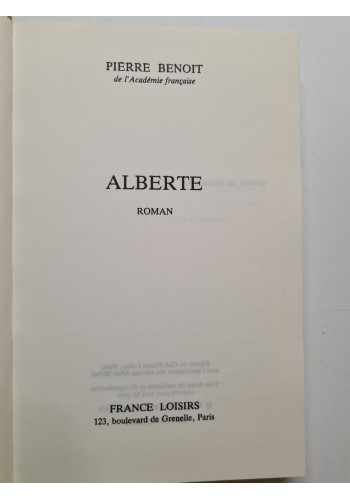 PIERRE BENOIT
de l'Académie française
ALBERTE
ROMAN
FRANCE LOISIRS
123, boulevard de Grenelle, Paris